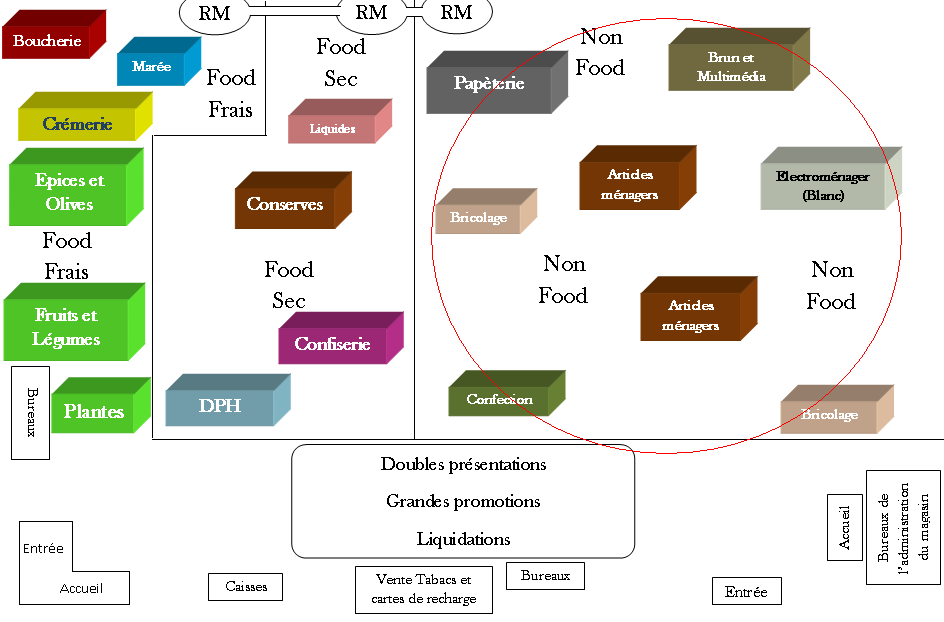 RM
RM
RM
Boucherie
Marée
Food
Frais
Food
Sec
Non
Food
Brun et
Multimédia
Papèterie
Crémerie
Liquides
Epices et
Olives
Conserves
Articles
ménagers
Electroménager
(Blanc)
Bricolage
Food
Frais
Food
Sec
Non
Food
Non
Food
Fruits et
Légumes
Confiserie
Articles
ménagers
Bureaux
Plantes
DPH
Confection
Bricolage
Doubles présentations
Grandes promotions
Liquidations
Accueil
Bureaux de
l'administration
du magasin
Entrée
Accueil
Caisses
Vente Tabacs et
cartes de recharge
Bureaux
Entrée